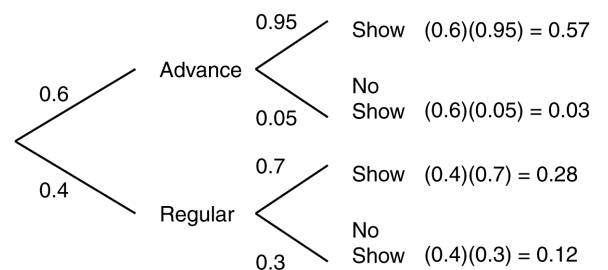 0.95
Show (0.6)(0.95) = 0.57
Advance
0.6
No
Show (0.6)(0.05) = 0.03
0.05
0.7
Show (0.4)(0.7) = 0.28
0.4
Regular
No
Show (0.4)(0.3) = 0.12
0.3